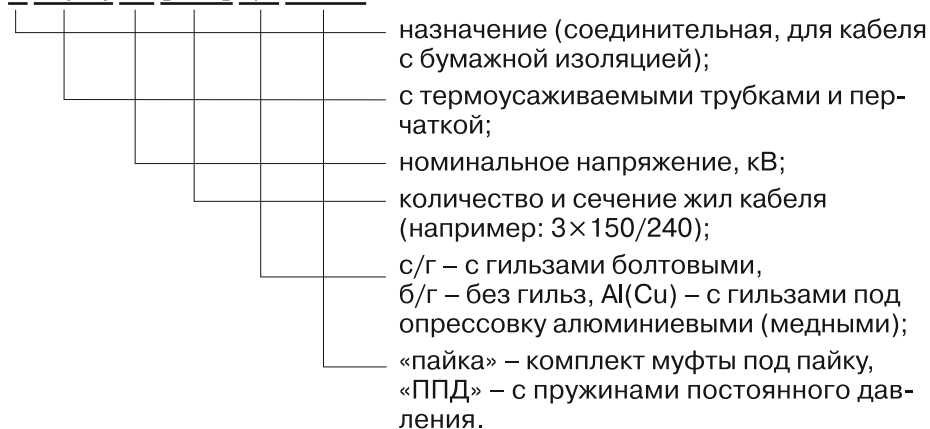 назначение (соединительная, для кабеля
с бумажной изоляцией);
с термоусаживаемыми трубками и пер-
чаткой;
номинальное напряжение, кВ;
количество и сечение жил кабеля
(например: 3×150/240);
с/г – с гильзами болтовыми,
б/г – без гильз, Al(Cu) – с гильзами под
опрессовку алюминиевыми (медными);
«пайка» – комплект муфты под пайку,
«ППД» – с пружинами постоянного дав-
ления.